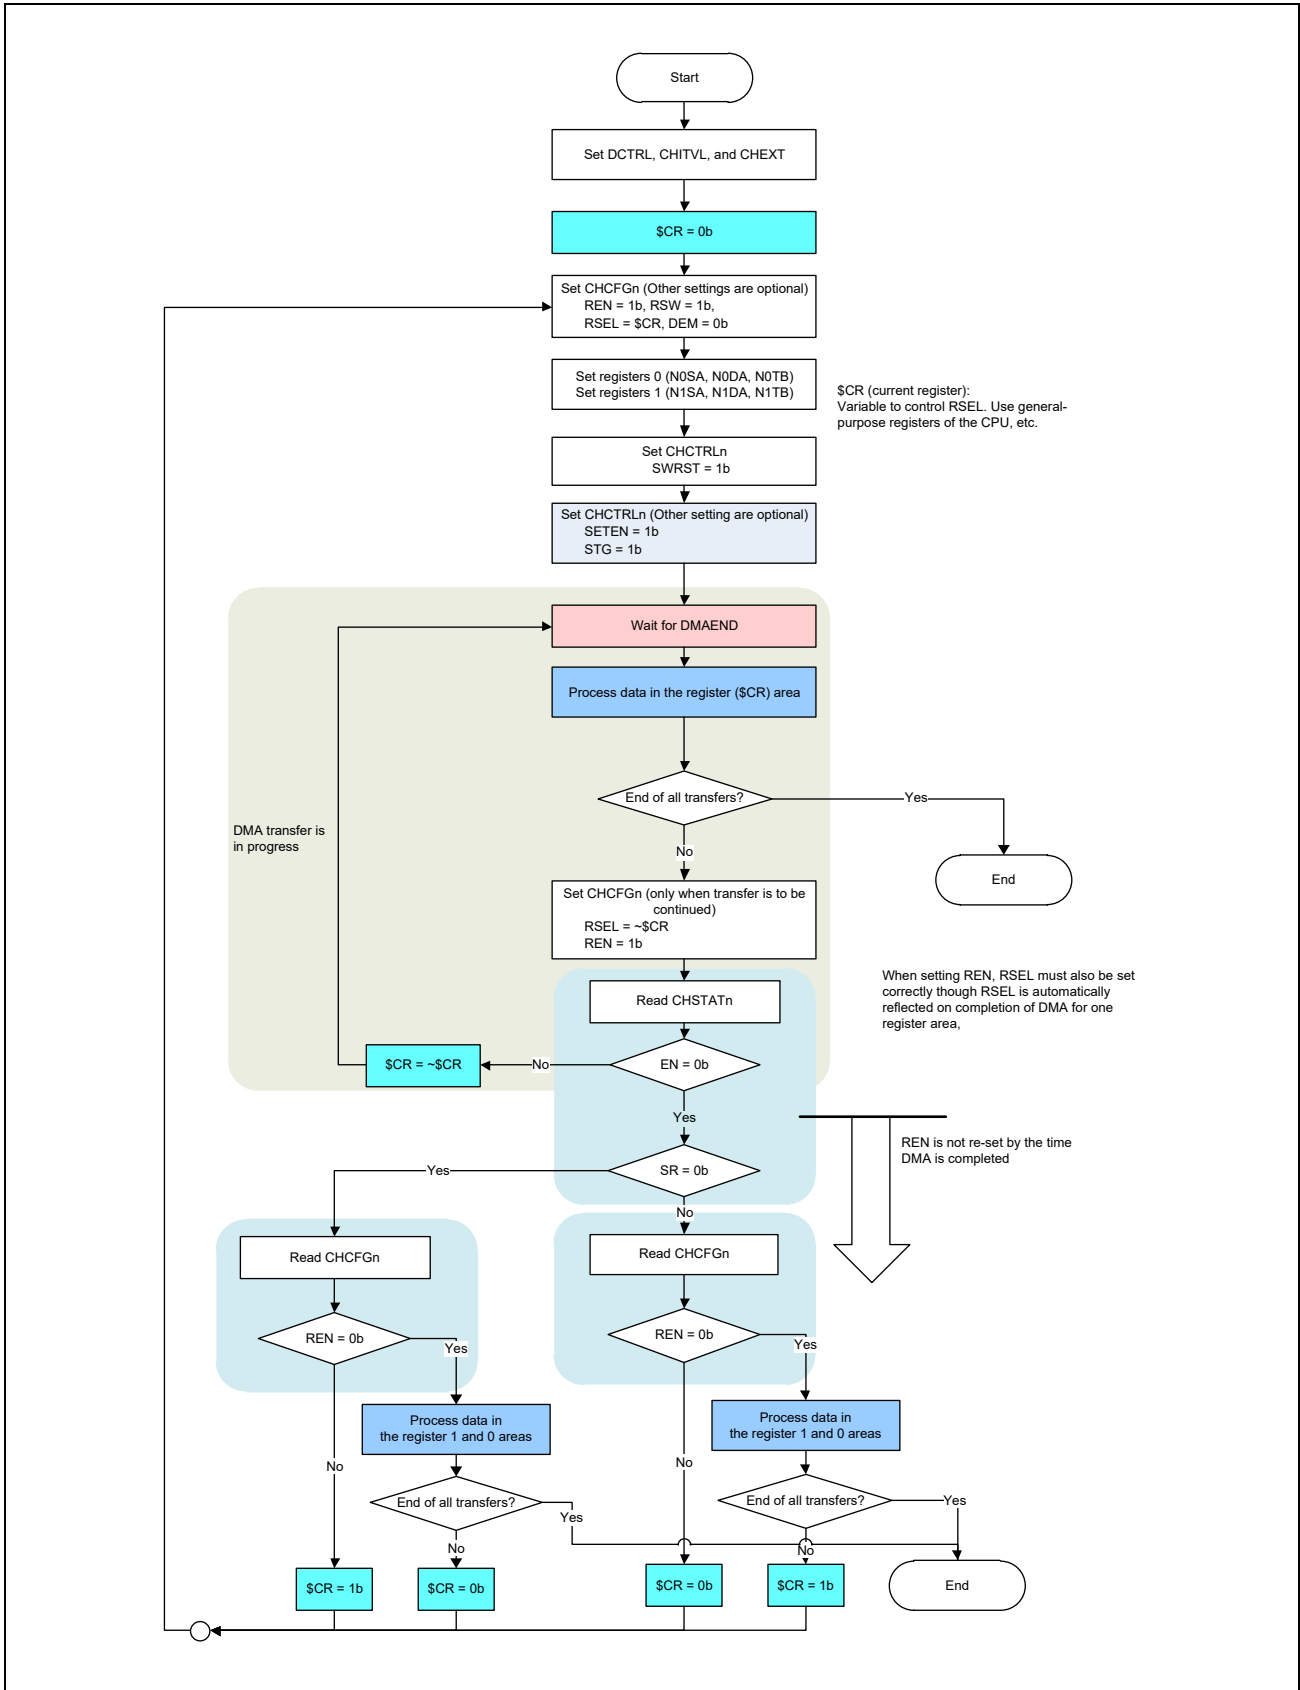 Start
Set DCTRL, CHITVL, and CHEXT
$CR = 0b
Set CHCFGn (Other settings are optional)
REN = 1b, RSW = 1b,
RSEL = $CR, DEM = 0b
Set registers 0 (N0SA, N0DA, N0TB)
Set registers 1 (N1SA, N1DA, N1TB)
$CR (current register):
Variable to control RSEL. Use general-
purpose registers of the CPU, etc.
Set CHCTRLn
SWRST = 1b
Set CHCTRLn (Other setting are optional)
SETEN = 1b
STG = 1b
Wait for DMAEND
Process data in the register ($CR) area
End of all transfers?
Yes
DMA transfer is
in progress
No
End
Set CHCFGn (only when transfer is to be
continued)
RSEL = ~$CR
REN = 1b
When setting REN, RSEL must also be set
correctly though RSEL is automatically
reflected on completion of DMA for one
register area,
Read CHSTATn
$CR = ~$CR
No
EN = 0b
Yes
REN is not re-set by the time
DMA is completed
Yes
SR = 0b
No
Read CHCFGn
Read CHCFGn
REN = 0b
Yes
REN = 0b
Yes
Process data in
the register 1 and 0 areas
Process data in
the register 1 and 0 areas
No
No
End of all transfers?
Yes
End of all transfers?
Yes
No
No
$CR = 1b
$CR = 0b
$CR = 0b
$CR = 1b
End